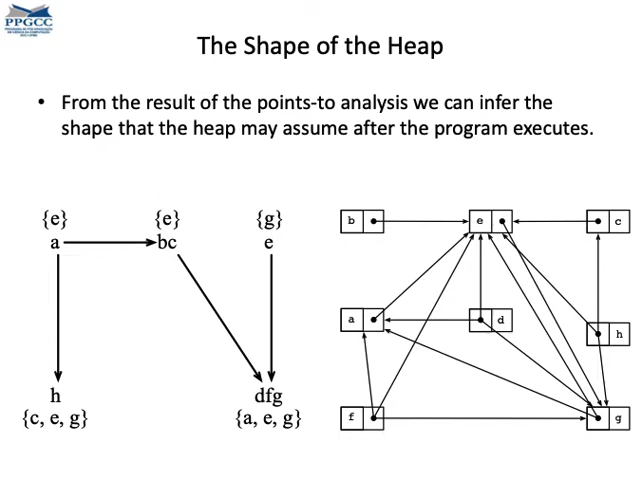 PPGCC
The Shape of the Heap
• From the result of the points-to analysis we can infer the
shape that the heap may assume after the program executes.
{e} {e} {g}
a bc e
h dfg
{c, e, g} {a, e, g}
b e c
a d h
f g